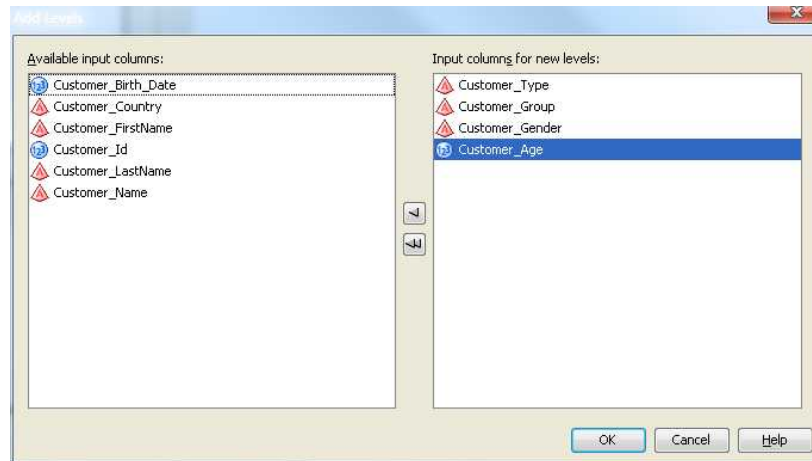 Add Levels
Available input columns:
Customer_Birth_Date
Customer_Country
Customer_FirstName
Customer_Id
Customer_LastName
Customer_Name
Input columns for new levels:
Customer_Type
Customer_Group
Customer_Gender
Customer_Age
OK
Cancel
Help